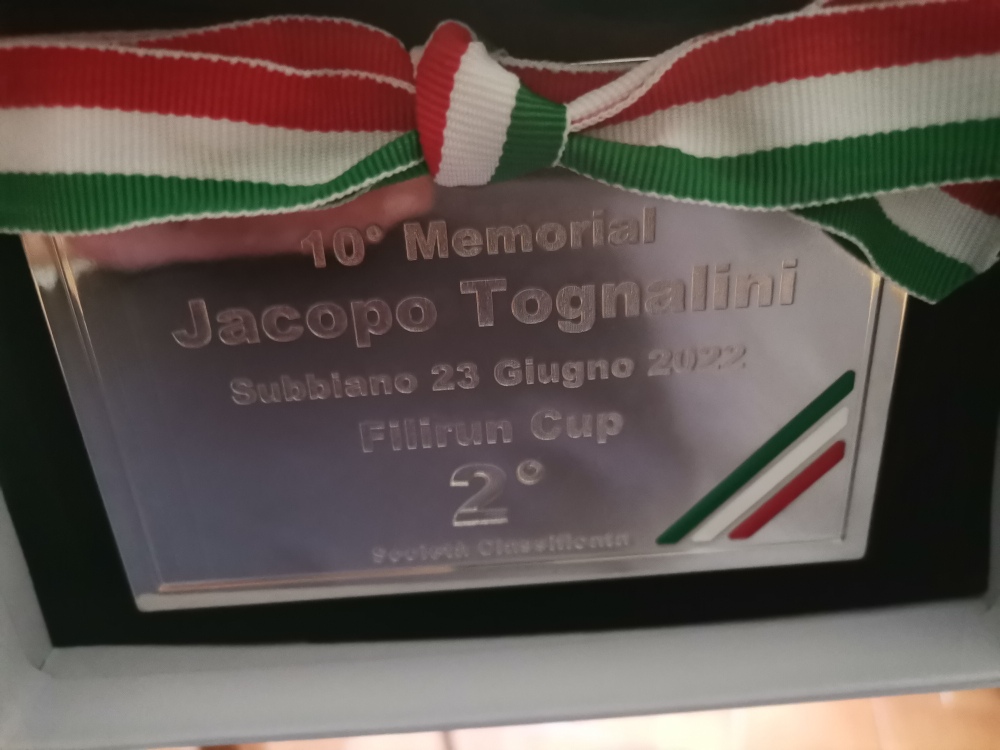 10° Memorial
Jacopo Tognalini
Subbiano 23 Giugno 2022
Filirun Cup
2°
Società Classificata